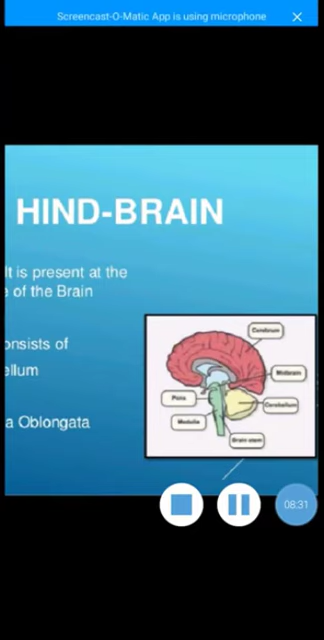 Screencast-O-Matic App is using microphone
HIND-BRAIN
It is present at the
of the Brain
onsists of
ellum
a Oblongata
Cerebrum
Midbrain
Pons
Cerebellum
Medulla
Brain stem
08:31